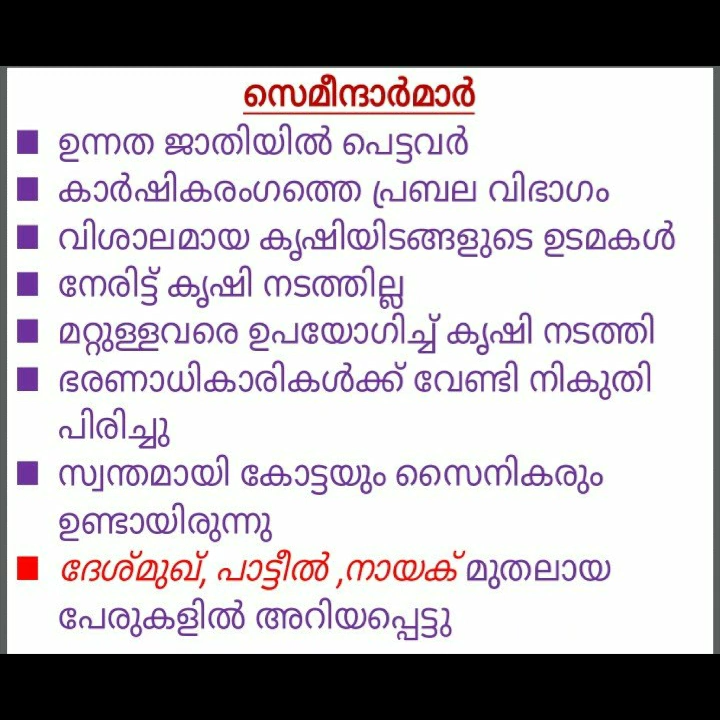 സെമീന്ദാർമാർ
■ ഉന്നത ജാതിയിൽ പെട്ടവർ
■ കാർഷികരംഗത്തെ പ്രബല വിഭാഗം
■ വിശാലമായ കൃഷിയിടങ്ങളുടെ ഉടമകൾ
■ നേരിട്ട് കൃഷി നടത്തില്ല
■ മറ്റുള്ളവരെ ഉപയോഗിച്ച് കൃഷി നടത്തി
■ ഭരണാധികാരികൾക്ക് വേണ്ടി നികുതി
പിരിച്ചു
■ സ്വന്തമായി കോട്ടയും സൈനികരും
ഉണ്ടായിരുന്നു
■ ദേശ്മുഖ്, പാട്ടീൽ ,നായക് മുതലായ
പേരുകളിൽ അറിയപ്പെട്ടു